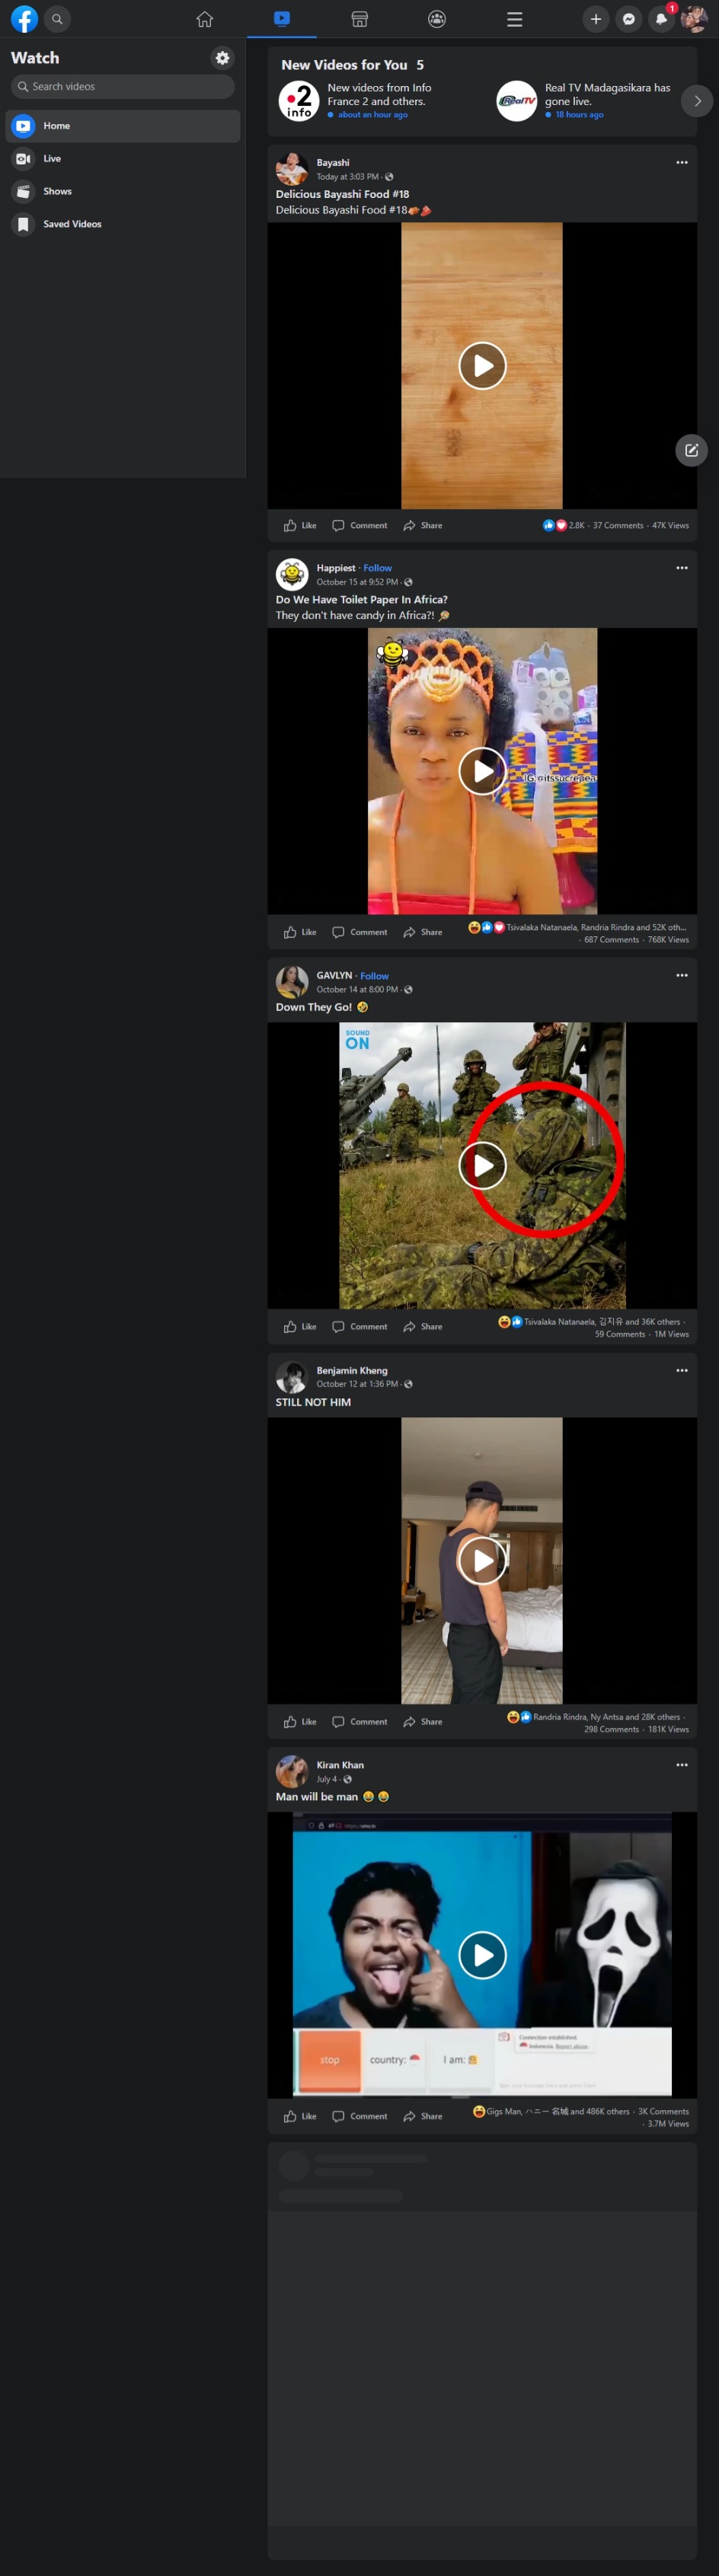 1
Watch
Search videos
Home
Live
Shows
Saved Videos
New Videos for You 5
2
info
New videos from Info
France 2 and others.
about an hour ago
RealTV
Real TV Madagasikara has
gone live.
18 hours ago
Bayashi
Today at 3:03 PM ·
Delicious Bayashi Food #18
Delicious Bayashi Food #18
Like Comment Share 2.8K · 37 Comments · 47K Views
Happiest · Follow
October 15 at 9:52 PM ·
Do We Have Toilet Paper In Africa?
They don't have candy in Africa?!
IG:@itssucrepea
Like Comment Share Tsivalaka Natanaela, Randria Rindra and 52K oth...
· 687 Comments · 768K Views
GAVLYN · Follow
October 14 at 8:00 PM ·
Down They Go!
SOUND
ON
Like Comment Share Tsivalaka Natanaela, 김지유 and 36K others ·
59 Comments · 1M Views
Benjamin Kheng
October 12 at 1:36 PM ·
STILL NOT HIM
Like Comment Share Randria Rindra, Ny Antsa and 28K others ·
298 Comments · 181K Views
Kiran Khan
July 4 ·
Man will be man
stop
country:
I am:
Connection established.
Indonesia. Report abuse.
Like Comment Share Gigs Man, ハニー 名城 and 486K others · 3K Comments
· 3.7M Views